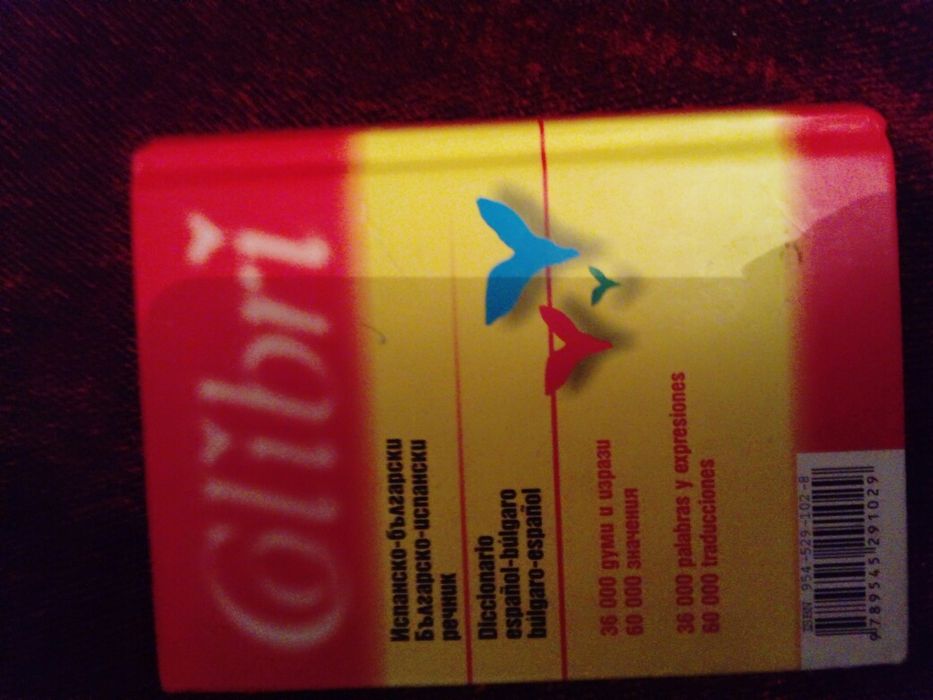 Colibri
Испанско-български
Българско-испански
речник
Diccionario
español-búlgaro
búlgaro-español
36 000 думи и изрази
60 000 значения
36 000 palabras y expresiones
60 000 traducciones
ISBN 954-529-102-8
9789545291029